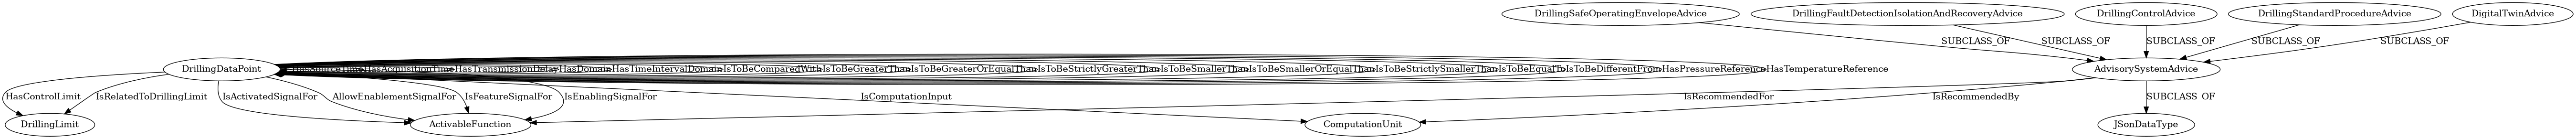 DrillingSafeOperatingEnvelopeAdvice
DrillingFaultDetectionIsolationAndRecoveryAdvice
DrillingControlAdvice
DrillingStandardProcedureAdvice
DigitalTwinAdvice
SUBCLASS_OF
SUBCLASS_OF
SUBCLASS_OF
SUBCLASS_OF
SUBCLASS_OF
DrillingDataPoint
HasAcquisitionTime
HasTransmissionDelay
HasDomain
HasTimeIntervalDomain
IsToBeComparedWith
IsToBeGreaterThan
IsToBeGreaterOrEqualThan
IsToBeStrictlyGreaterThan
IsToBeSmallerThan
IsToBeSmallerOrEqualThan
IsToBeStrictlySmallerThan
IsToBeEqualTo
IsToBeDifferentFrom
HasPressureReference
HasTemperatureReference
AdvisorySystemAdvice
HasControlLimit
IsRelatedToDrillingLimit
IsActivatedSignalFor
AllowEnablementSignalFor
IsFeatureSignalFor
IsEnablingSignalFor
IsComputationInput
IsRecommendedFor
IsRecommendedBy
SUBCLASS_OF
DrillingLimit
ActivableFunction
ComputationUnit
JSonDataType